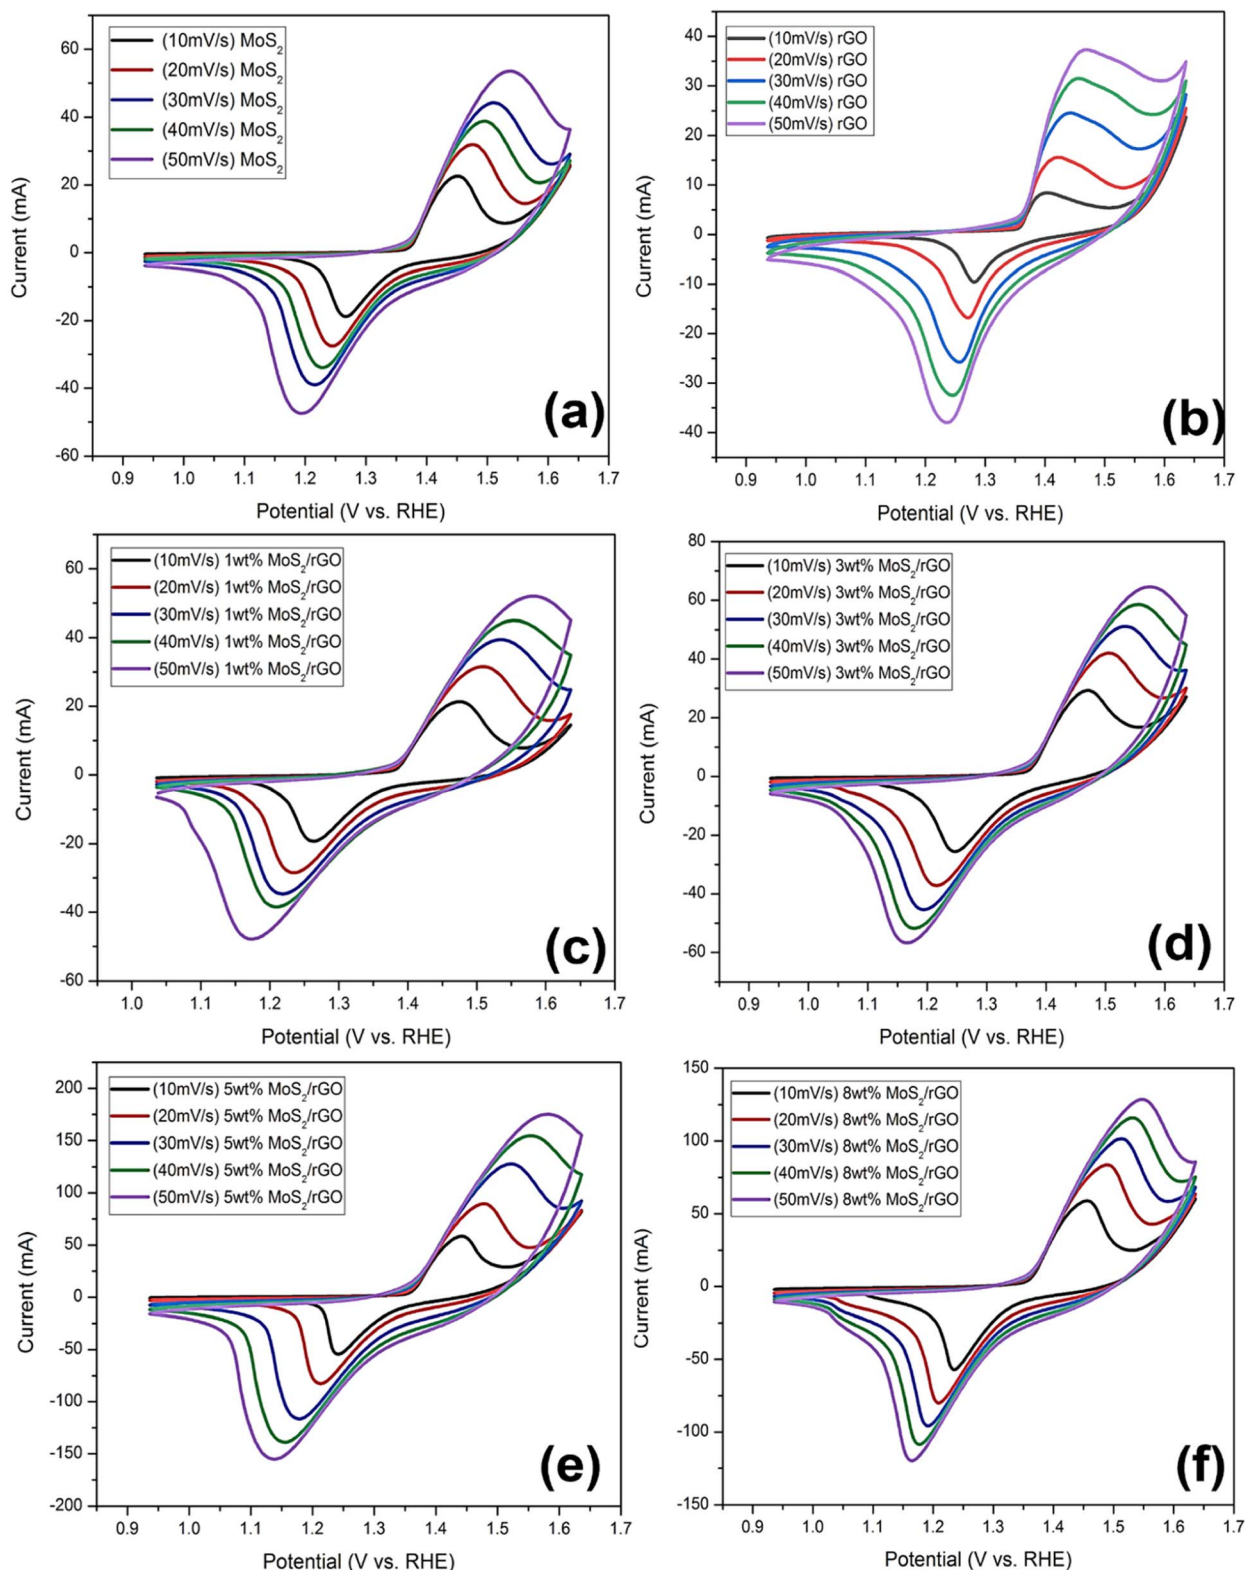 (10mV/s) MoS2
(20mV/s) MoS2
(30mV/s) MoS2
(40mV/s) MoS2
(50mV/s) MoS2
60
40
20
0
-20
-40
-60
Current (mA)
0.9 1.0 1.1 1.2 1.3 1.4 1.5 1.6 1.7
Potential (V vs. RHE)
(a)
(10mV/s) rGO
(20mV/s) rGO
(30mV/s) rGO
(40mV/s) rGO
(50mV/s) rGO
40
30
20
10
0
-10
-20
-30
-40
Current (mA)
0.9 1.0 1.1 1.2 1.3 1.4 1.5 1.6 1.7
Potential (V vs. RHE)
(b)
(10mV/s) 1wt% MoS2/rGO
(20mV/s) 1wt% MoS2/rGO
(30mV/s) 1wt% MoS2/rGO
(40mV/s) 1wt% MoS2/rGO
(50mV/s) 1wt% MoS2/rGO
60
40
20
0
-20
-40
-60
Current (mA)
1.0 1.1 1.2 1.3 1.4 1.5 1.6 1.7
Potential (V vs. RHE)
(c)
(10mV/s) 3wt% MoS2/rGO
(20mV/s) 3wt% MoS2/rGO
(30mV/s) 3wt% MoS2/rGO
(40mV/s) 3wt% MoS2/rGO
(50mV/s) 3wt% MoS2/rGO
80
60
40
20
0
-20
-40
-60
Current (mA)
0.9 1.0 1.1 1.2 1.3 1.4 1.5 1.6 1.7
Potential (V vs. RHE)
(d)
(10mV/s) 5wt% MoS2/rGO
(20mV/s) 5wt% MoS2/rGO
(30mV/s) 5wt% MoS2/rGO
(40mV/s) 5wt% MoS2/rGO
(50mV/s) 5wt% MoS2/rGO
200
150
100
50
0
-50
-100
-150
-200
Current (mA)
0.9 1.0 1.1 1.2 1.3 1.4 1.5 1.6 1.7
Potential (V vs. RHE)
(e)
(10mV/s) 8wt% MoS2/rGO
(20mV/s) 8wt% MoS2/rGO
(30mV/s) 8wt% MoS2/rGO
(40mV/s) 8wt% MoS2/rGO
(50mV/s) 8wt% MoS2/rGO
150
100
50
0
-50
-100
-150
Current (mA)
0.9 1.0 1.1 1.2 1.3 1.4 1.5 1.6 1.7
Potential (V vs. RHE)
(f)